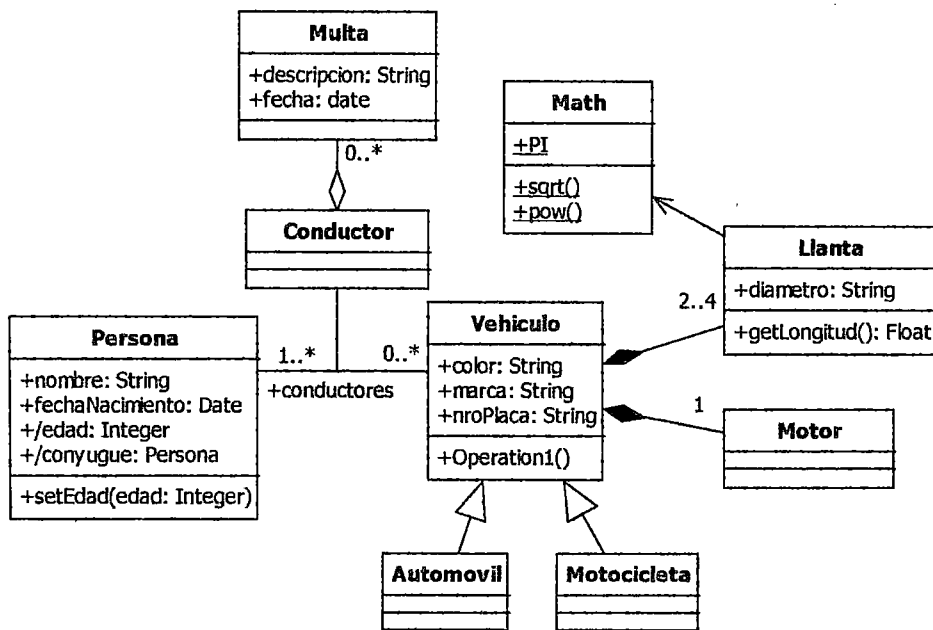 Multa
+descripcion: String
+fecha: date
0..*
Conductor
Math
+PI
+sqrt()
+pow()
Llanta
+diametro: String
+getLongitud(): Float
2..4
Persona
+nombre: String
+fechaNacimiento: Date
+/edad: Integer
+/conyugue: Persona
+setEdad(edad: Integer)
1..*
+conductores
0..*
Vehiculo
+color: String
+marca: String
+nroPlaca: String
+Operation1()
1
Motor
Automovil
Motocicleta